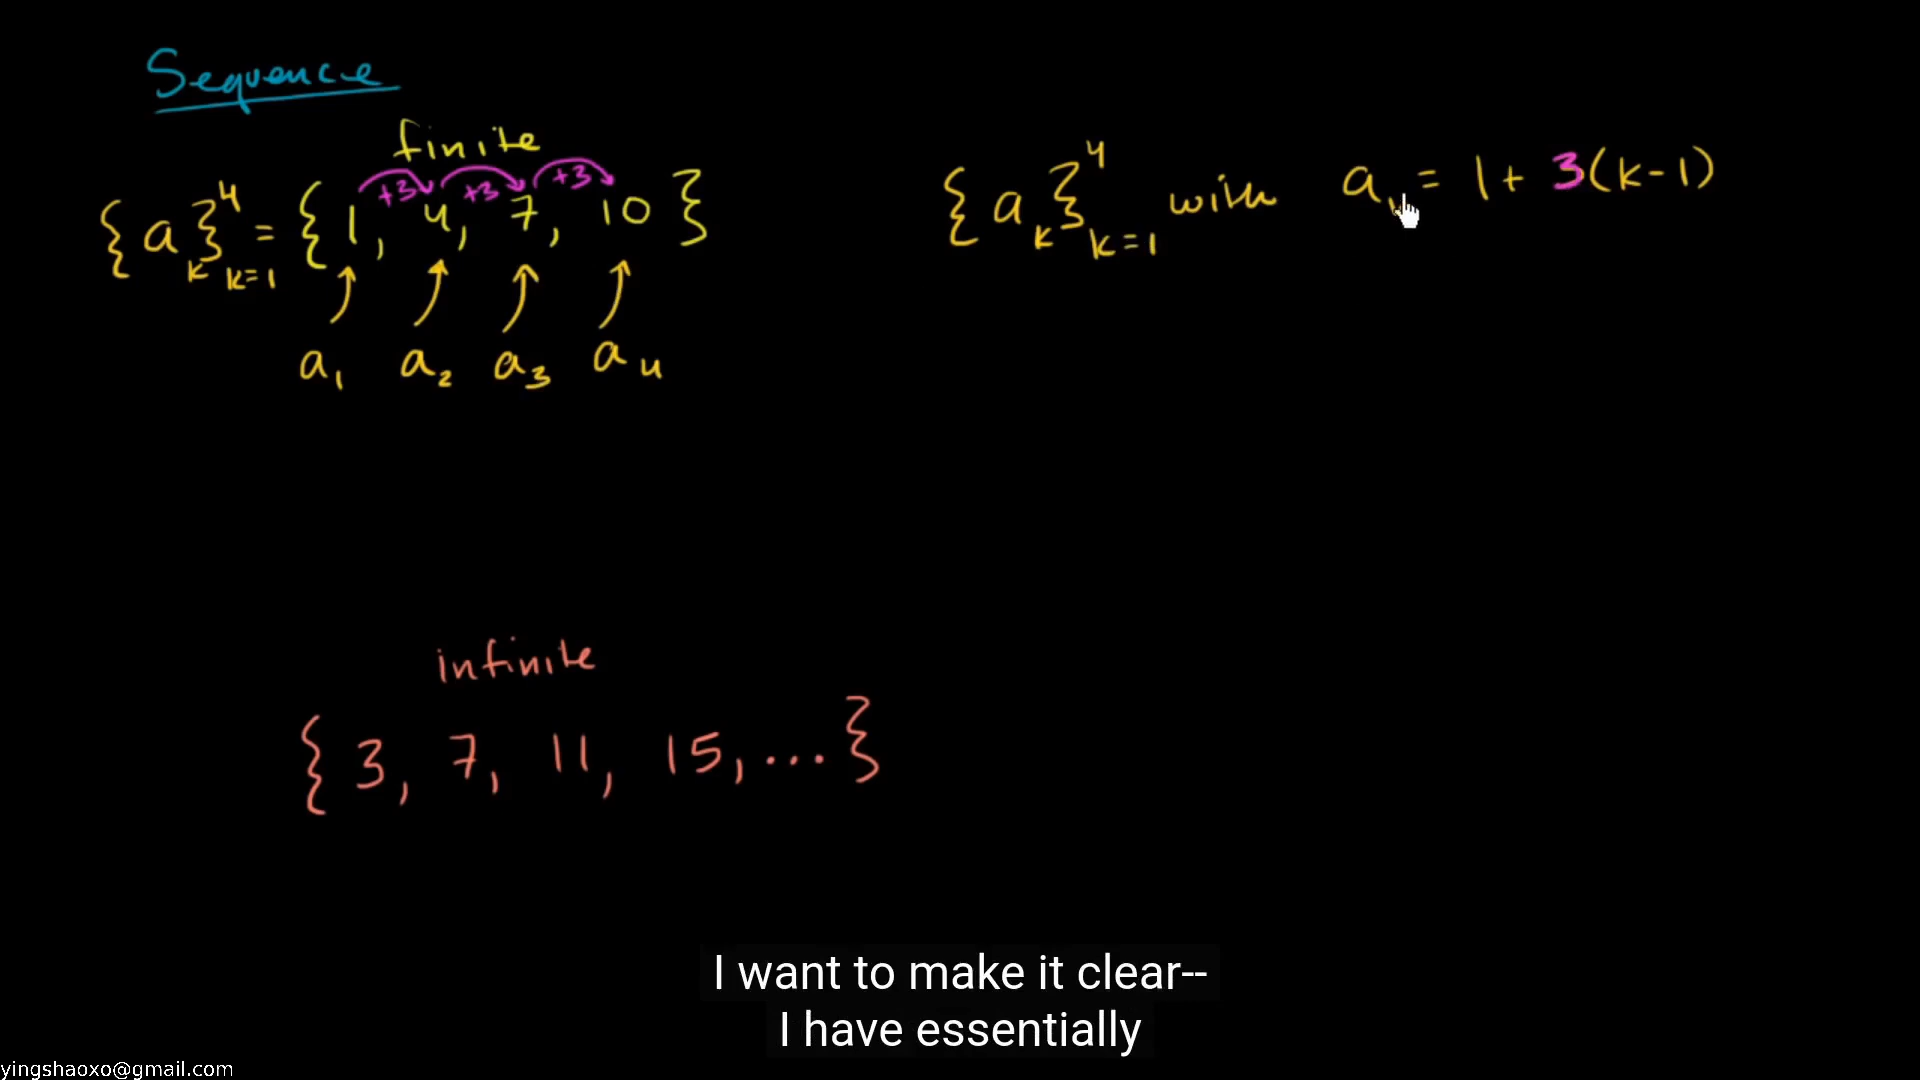 Sequence
finite
+3 +3 +3
{a_k}^4_{k=1} = {1, 4, 7, 10}
a_1 a_2 a_3 a_4
{a_k}^4_{k=1} with a = 1 + 3(k-1)
infinite
{3, 7, 11, 15, ...}
I want to make it clear--
I have essentially
yingshaoxo@gmail.com